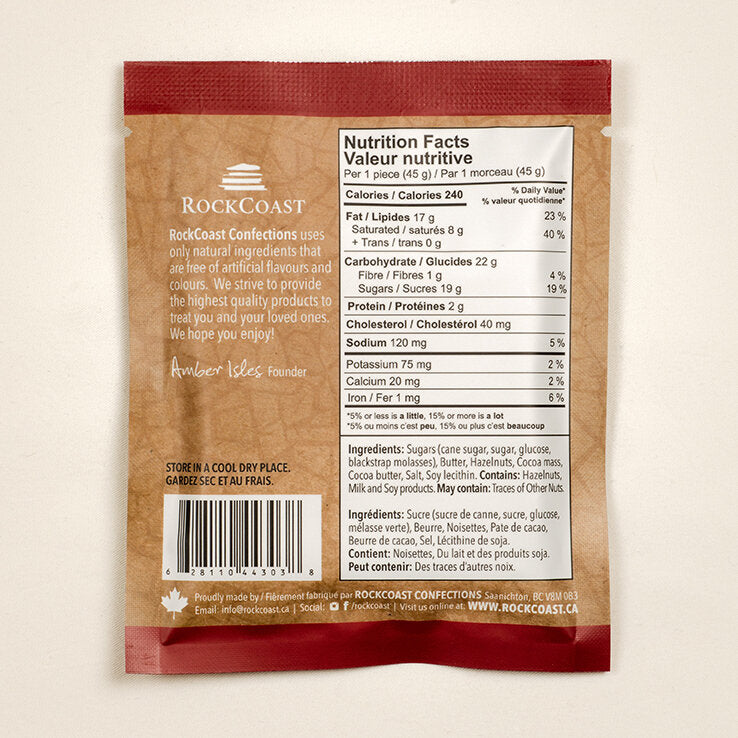 ROCKCOAST
RockCoast Confections uses
only natural ingredients that
are free of artificial flavours and
colours. We strive to provide
the highest quality products to
treat you and your loved ones.
We hope you enjoy!
Amber Isles Founder
STORE IN A COOL DRY PLACE.
GARDEZ SEC ET AU FRAIS.
6 28110 44303 8
Nutrition Facts
Valeur nutritive
Per 1 piece (45 g) / Par 1 morceau (45 g)
Calories / Calories 240
% Daily Value*
% valeur quotidienne*
Fat / Lipides 17 g 23 %
Saturated / saturés 8 g
+ Trans / trans 0 g 40 %
Carbohydrate / Glucides 22 g
Fibre / Fibres 1 g 4 %
Sugars / Sucres 19 g 19 %
Protein / Protéines 2 g
Cholesterol / Cholestérol 40 mg
Sodium 120 mg 5 %
Potassium 75 mg 2 %
Calcium 20 mg 2 %
Iron / Fer 1 mg 6 %
*5% or less is a little, 15% or more is a lot
*5% ou moins c'est peu, 15% ou plus c'est beaucoup
Ingredients: Sugars (cane sugar, sugar, glucose,
blackstrap molasses), Butter, Hazelnuts, Cocoa mass,
Cocoa butter, Salt, Soy lecithin. Contains: Hazelnuts,
Milk and Soy products. May contain: Traces of Other Nuts.
Ingrédients: Sucre (sucre de canne, sucre, glucose,
mélasse verte), Beurre, Noisettes, Pate de cacao,
Beurre de cacao, Sel, Lécithine de soja.
Contient: Noisettes, Du lait et des produits soja.
Peut contenir: Des traces d'autres noix.
Proudly made by / Fièrement fabriqué par ROCKCOAST CONFECTIONS Saanichton, BC V8M 0B3
Email: info@rockcoast.ca | Social: f /rockcoast | Visit us online at: WWW.ROCKCOAST.CA